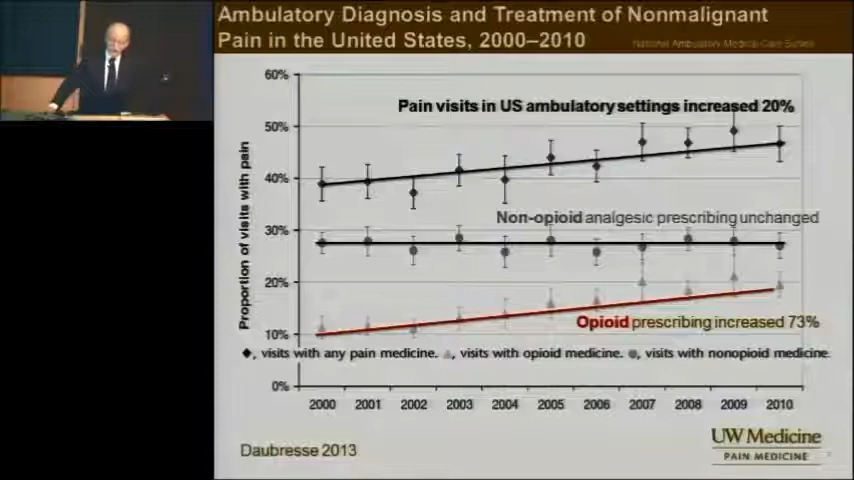 Ambulatory Diagnosis and Treatment of Nonmalignant
Pain in the United States, 2000–2010
National Ambulatory Medical Care Survey
60%
Pain visits in US ambulatory settings increased 20%
50%
40%
Non-opioid analgesic prescribing unchanged
30%
20%
Opioid prescribing increased 73%
10%
◆, visits with any pain medicine. ▲, visits with opioid medicine. ●, visits with nonopioid medicine.
0%
Proportion of visits with pain
2000 2001 2002 2003 2004 2005 2006 2007 2008 2009 2010
Daubresse 2013
UW Medicine
PAIN MEDICINE